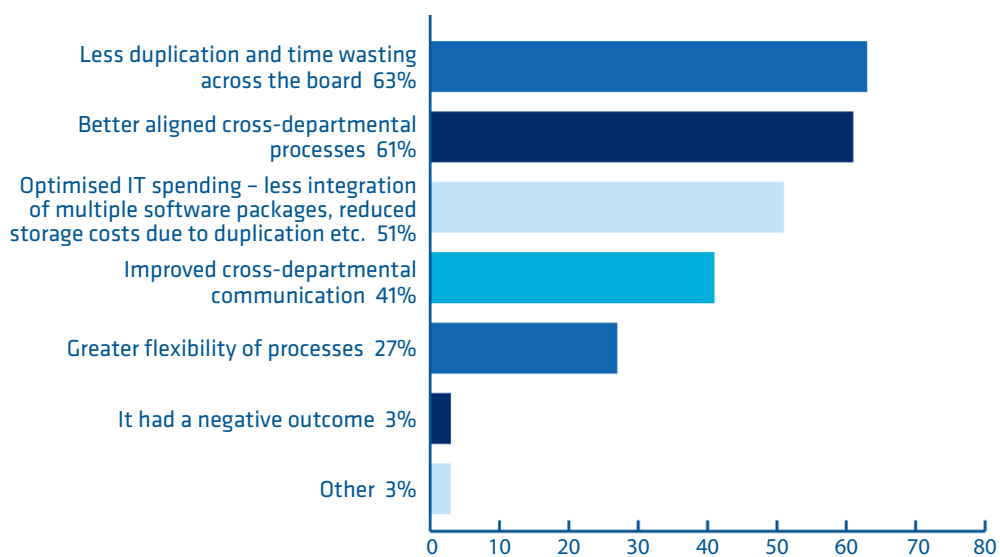 Less duplication and time wasting
across the board 63%
Better aligned cross-departmental
processes 61%
Optimised IT spending – less integration
of multiple software packages, reduced
storage costs due to duplication etc. 51%
Improved cross-departmental
communication 41%
Greater flexibility of processes 27%
It had a negative outcome 3%
Other 3%
0 10 20 30 40 50 60 70 80